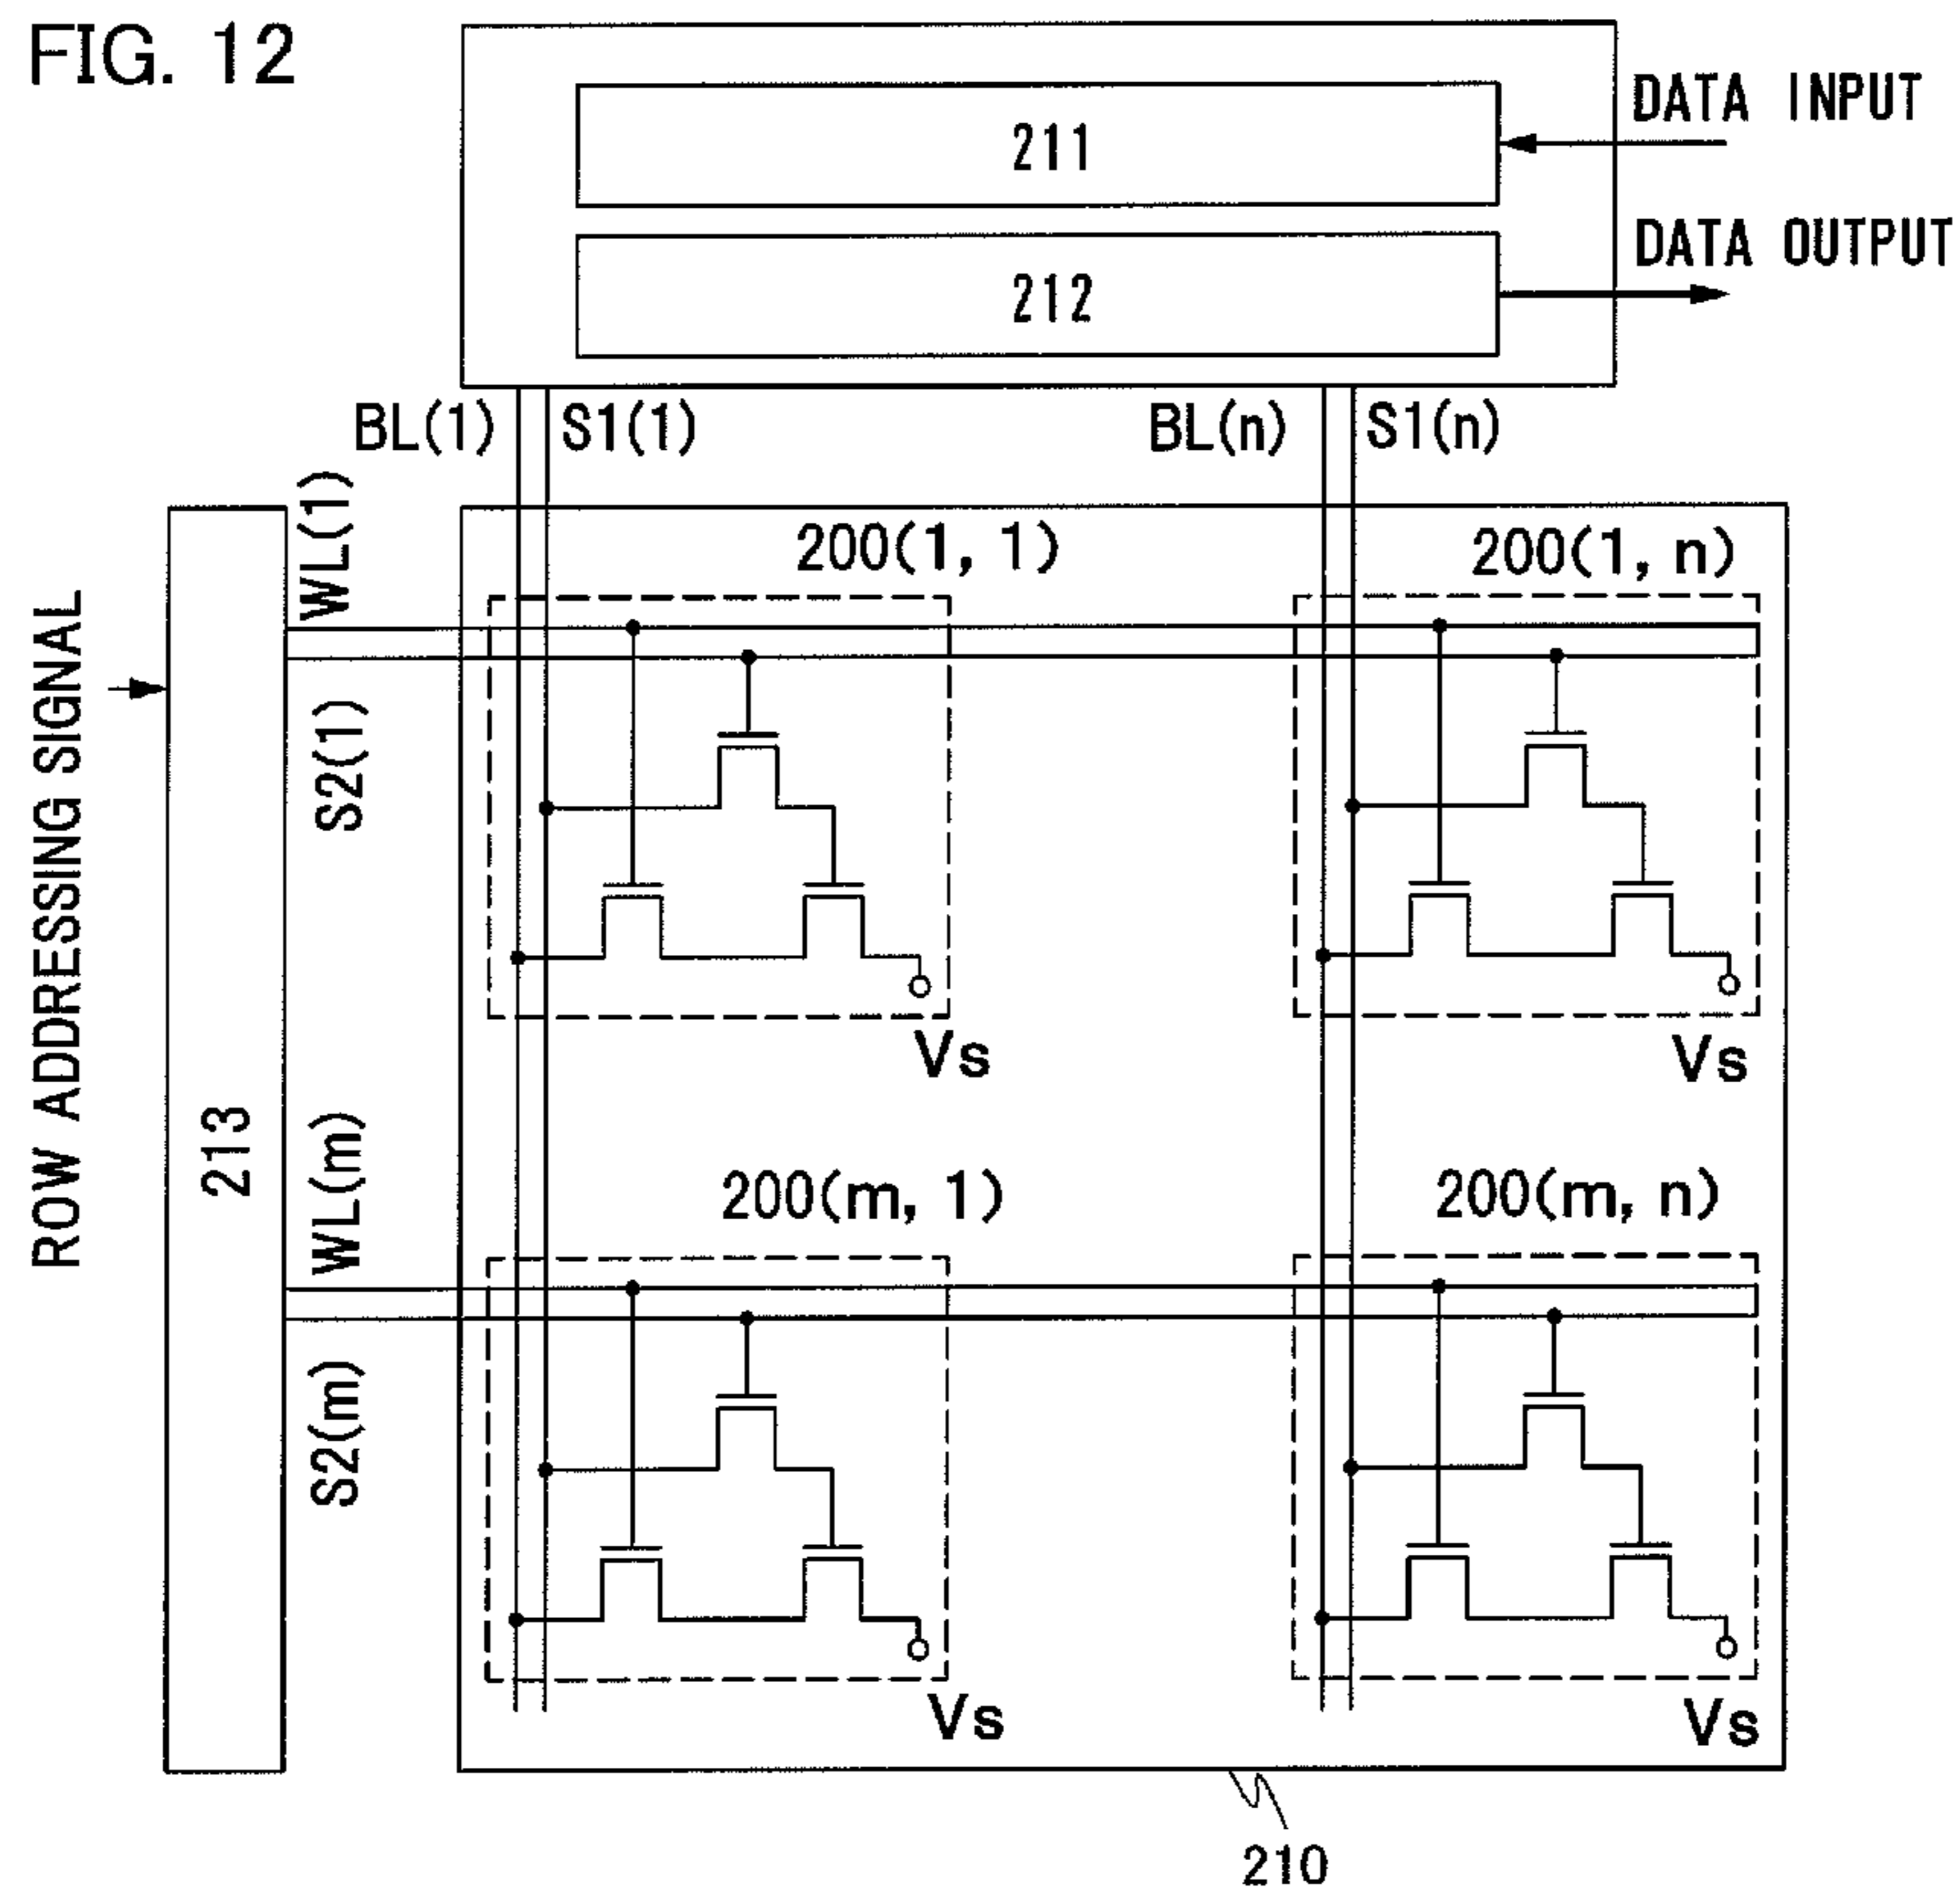 FIG. 12
DATA INPUT
211
DATA OUTPUT
212
BL(1)
S1(1)
BL(n)
S1(n)
WL(1)
200(1, 1)
200(1, n)
ROW ADDRESSING SIGNAL
S2(1)
Vs
Vs
213
WL(m)
200(m, 1)
200(m, n)
S2(m)
Vs
Vs
210